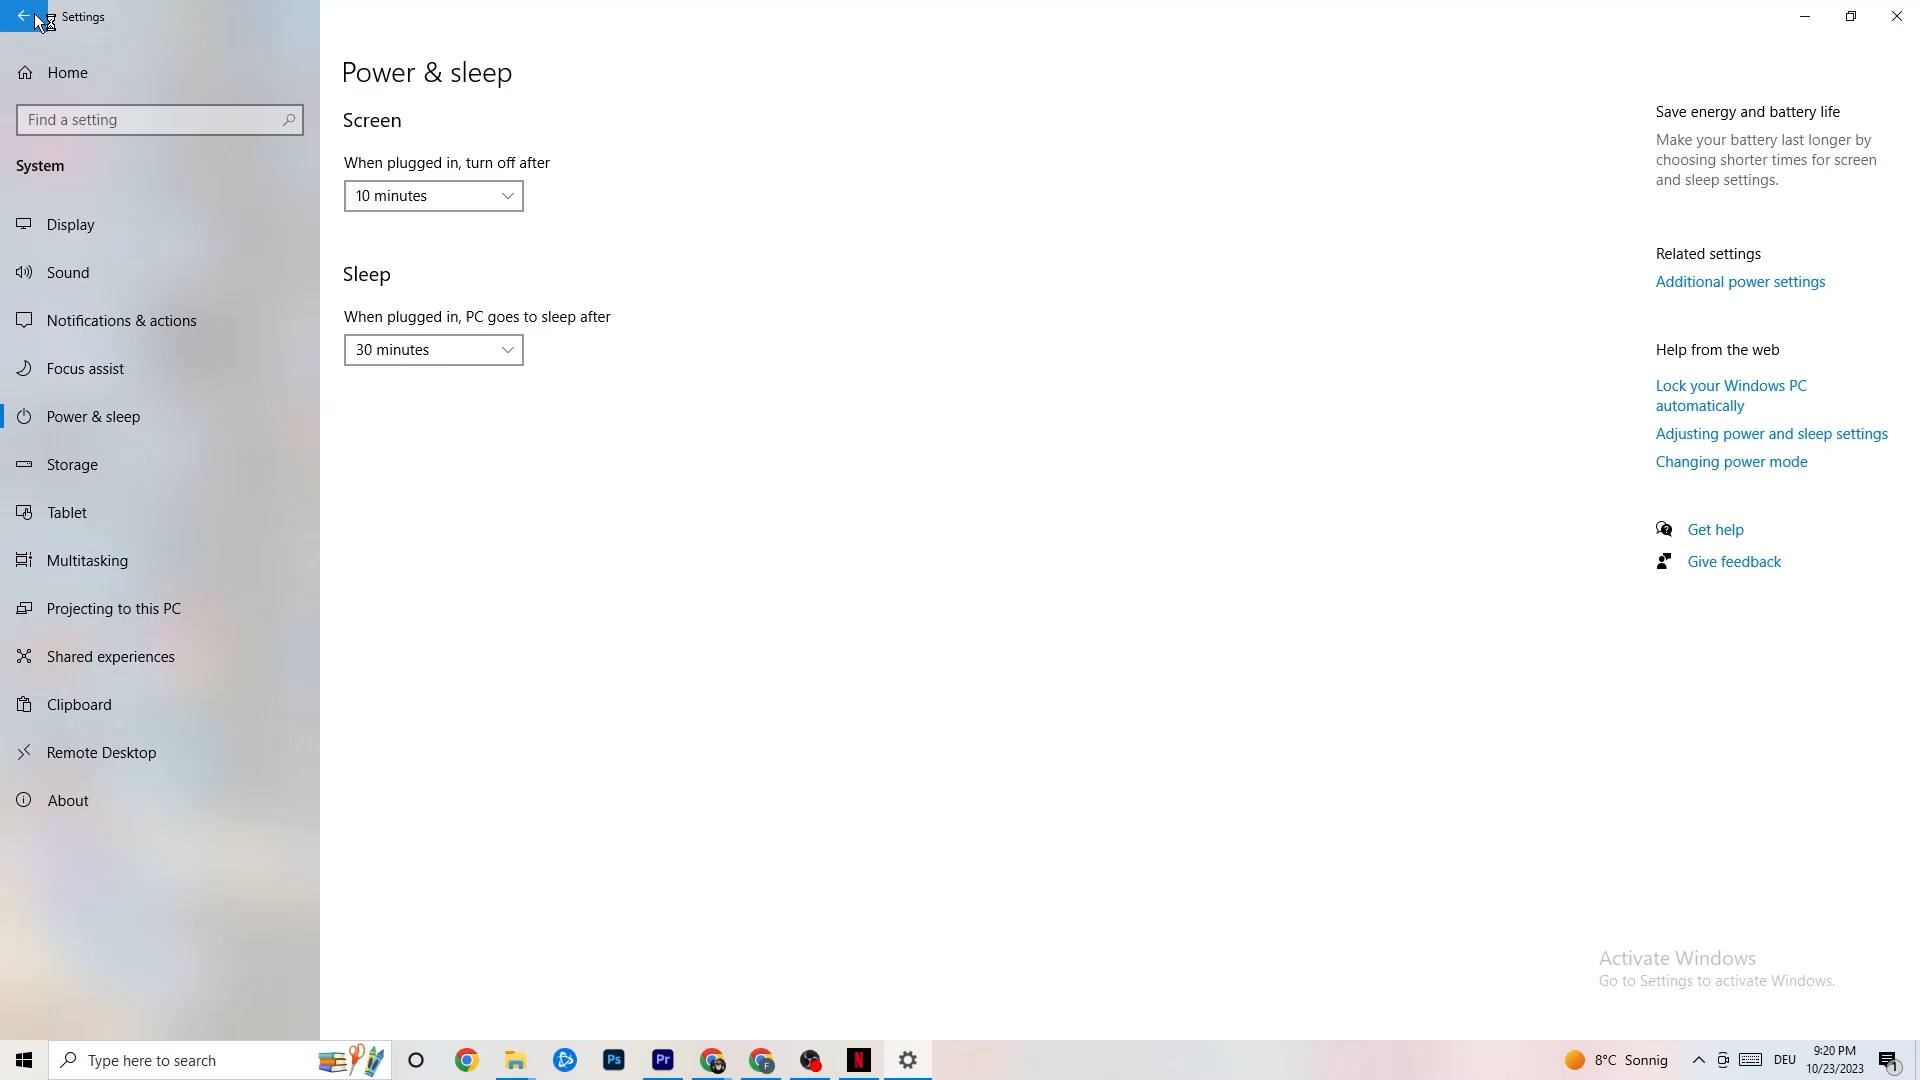 Settings
Home
Find a setting
System
Display
Sound
Notifications & actions
Focus assist
Power & sleep
Storage
Tablet
Multitasking
Projecting to this PC
Shared experiences
Clipboard
Remote Desktop
About
Power & sleep
Screen
When plugged in, turn off after
10 minutes
Sleep
When plugged in, PC goes to sleep after
30 minutes
Save energy and battery life
Make your battery last longer by
choosing shorter times for screen
and sleep settings.
Related settings
Additional power settings
Help from the web
Lock your Windows PC
automatically
Adjusting power and sleep settings
Changing power mode
Get help
Give feedback
Activate Windows
Go to Settings to activate Windows.
Type here to search
Ps
Pr
F
N
8°C Sonnig
DEU
9:20 PM
10/23/2023
1